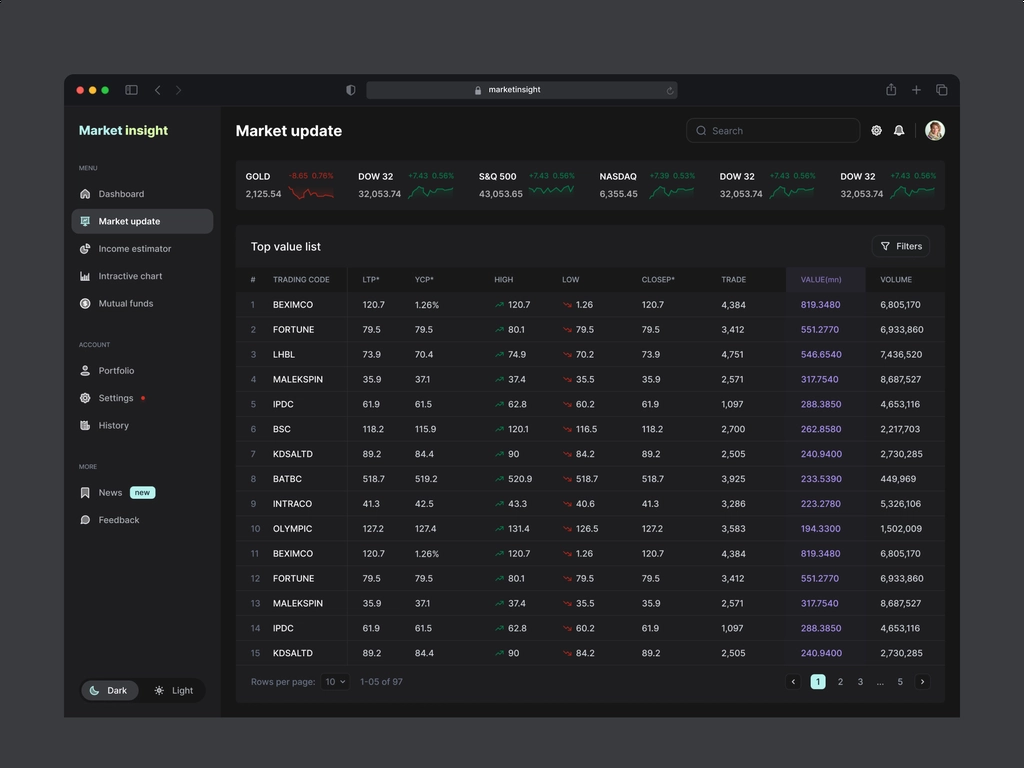 marketinsight
Market insight
Market update
Search
MENU
Dashboard
Market update
Income estimator
Intractive chart
Mutual funds
ACCOUNT
Portfolio
Settings
History
MORE
News new
Feedback
Dark Light
GOLD -8.65 0.76%
2,125.54
DOW 32 +7.43 0.56%
32,053.74
S&Q 500 +7.43 0.56%
43,053.65
NASDAQ +7.39 0.53%
6,355.45
DOW 32 +7.43 0.56%
32,053.74
DOW 32 +7.43 0.56%
32,053.74
Top value list
Filters
# TRADING CODE LTP* YCP* HIGH LOW CLOSEP* TRADE VALUE(mn) VOLUME
1 BEXIMCO 120.7 1.26% 120.7 1.26 120.7 4,384 819.3480 6,805,170
2 FORTUNE 79.5 79.5 80.1 79.5 79.5 3,412 551.2770 6,933,860
3 LHBL 73.9 70.4 74.9 70.2 73.9 4,751 546.6540 7,436,520
4 MALEKSPIN 35.9 37.1 37.4 35.5 35.9 2,571 317.7540 8,687,527
5 IPDC 61.9 61.5 62.8 60.2 61.9 1,097 288.3850 4,653,116
6 BSC 118.2 115.9 120.1 116.5 118.2 2,700 262.8580 2,217,703
7 KDSALTD 89.2 84.4 90 84.2 89.2 2,505 240.9400 2,730,285
8 BATBC 518.7 519.2 520.9 518.7 518.7 3,925 233.5390 449,969
9 INTRACO 41.3 42.5 43.3 40.6 41.3 3,286 223.2780 5,326,106
10 OLYMPIC 127.2 127.4 131.4 126.5 127.2 3,583 194.3300 1,502,009
11 BEXIMCO 120.7 1.26% 120.7 1.26 120.7 4,384 819.3480 6,805,170
12 FORTUNE 79.5 79.5 80.1 79.5 79.5 3,412 551.2770 6,933,860
13 MALEKSPIN 35.9 37.1 37.4 35.5 35.9 2,571 317.7540 8,687,527
14 IPDC 61.9 61.5 62.8 60.2 61.9 1,097 288.3850 4,653,116
15 KDSALTD 89.2 84.4 90 84.2 89.2 2,505 240.9400 2,730,285
Rows per page: 10 1-05 of 97
1 2 3 ... 5